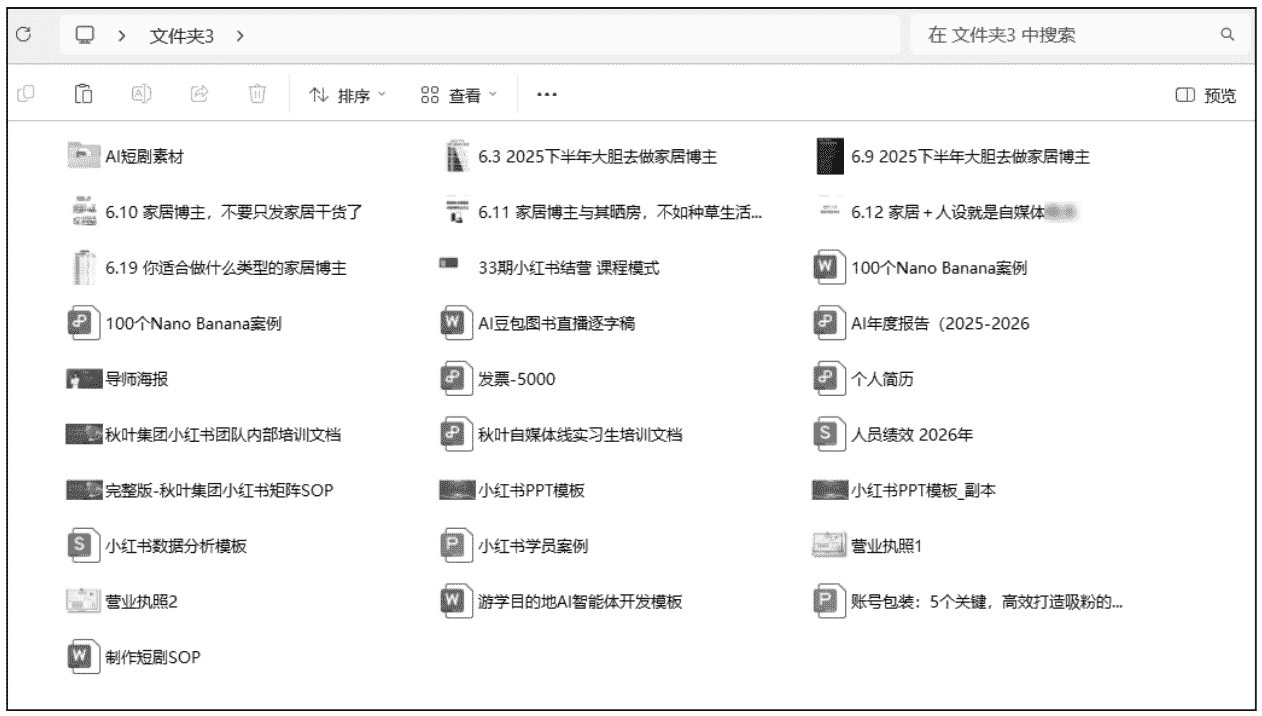 文件夹3
在 文件夹3 中搜索
排序 查看 ··· 预览
AI短剧素材 6.3 2025下半年大胆去做家居博主 6.9 2025下半年大胆去做家居博主
6.10 家居博主，不要只发家居干货了 6.11 家居博主与其晒房，不如种草生活... 6.12 家居＋人设就是自媒体
6.19 你适合做什么类型的家居博主 33期小红书结营 课程模式 100个Nano Banana案例
100个Nano Banana案例 AI豆包图书直播逐字稿 AI年度报告（2025-2026
导师海报 发票-5000 个人简历
秋叶集团小红书团队内部培训文档 秋叶自媒体线实习生培训文档 人员绩效 2026年
完整版-秋叶集团小红书矩阵SOP 小红书PPT模板 小红书PPT模板_副本
小红书数据分析模板 小红书学员案例 营业执照1
营业执照2 游学目的地AI智能体开发模板 账号包装：5个关键，高效打造吸粉的...
制作短剧SOP